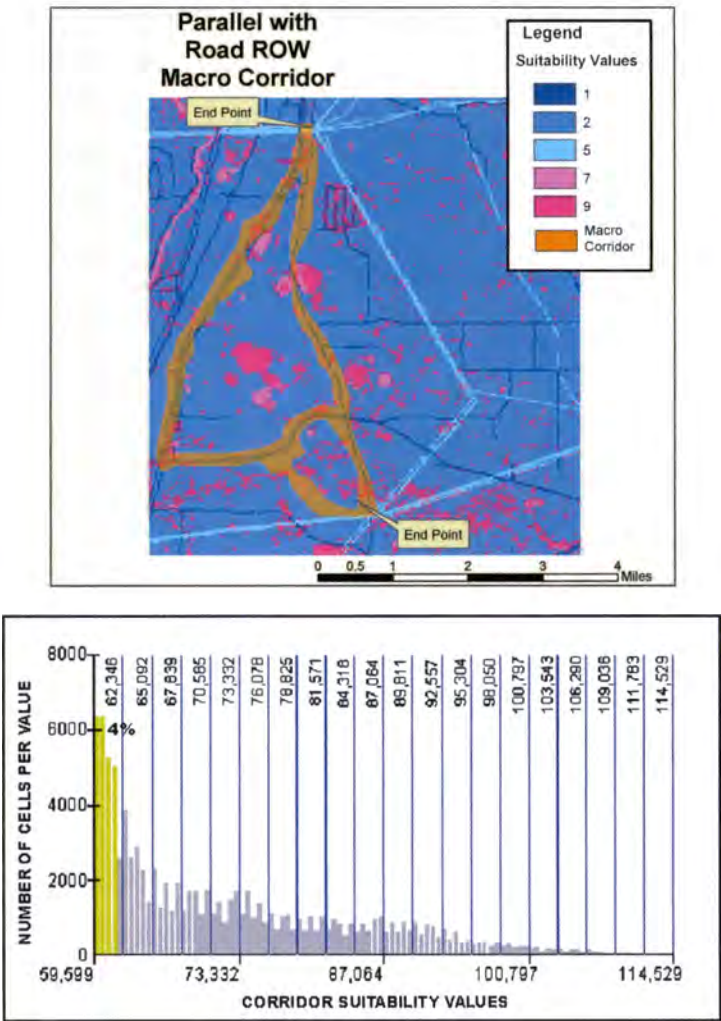 Parallel with
Road ROW
Macro Corridor
Legend
Suitability Values
1
2
5
7
9
Macro
Corridor
End Point
End Point
0 0.5 1 2 3 4
Miles
8000
6000
4000
2000
0
NUMBER OF CELLS PER VALUE
4%
62,346
65,092
67,839
70,585
73,332
76,078
78,825
81,571
84,318
87,064
89,811
92,557
95,304
98,050
100,797
103,543
106,290
109,036
111,783
114,529
59,599 73,332 87,064 100,797 114,529
CORRIDOR SUITABILITY VALUES